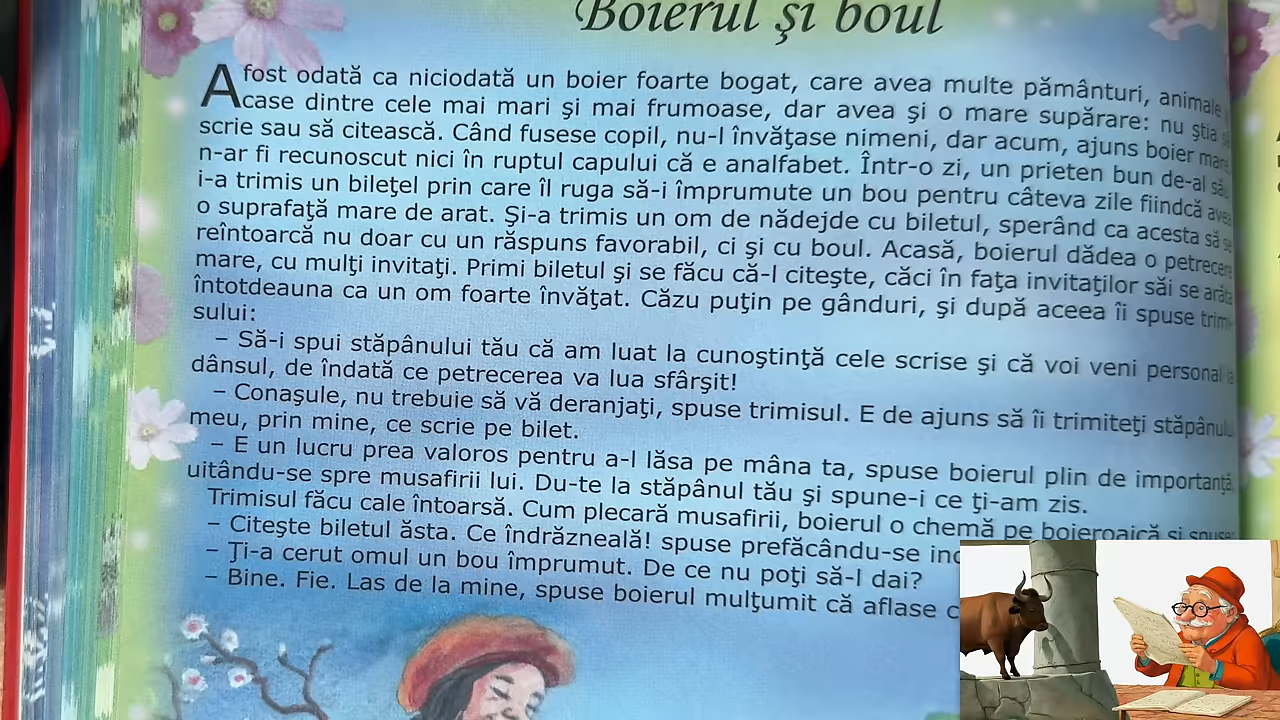 Boierul şi boul
A fost odată ca niciodată un boier foarte bogat, care avea multe pământuri, animale
case dintre cele mai mari şi mai frumoase, dar avea şi o mare supărare: nu ştia
scrie sau să citească. Când fusese copil, nu-l învăţase nimeni, dar acum, ajuns boier mare
n-ar fi recunoscut nici în ruptul capului că e analfabet. Într-o zi, un prieten bun de-al său
i-a trimis un bileţel prin care îl ruga să-i împrumute un bou pentru câteva zile fiindcă avea
o suprafaţă mare de arat. Şi-a trimis un om de nădejde cu biletul, sperând ca acesta să se
reîntoarcă nu doar cu un răspuns favorabil, ci şi cu boul. Acasă, boierul dădea o petrecere
mare, cu mulţi invitaţi. Primi biletul şi se făcu că-l citeşte, căci în faţa invitaţilor săi se arăta
întotdeauna ca un om foarte învăţat. Căzu puţin pe gânduri, şi după aceea îi spuse trimi-
sului:
– Să-i spui stăpânului tău că am luat la cunoştinţă cele scrise şi că voi veni personal la
dânsul, de îndată ce petrecerea va lua sfârşit!
– Conaşule, nu trebuie să vă deranjaţi, spuse trimisul. E de ajuns să îi trimiteţi stăpânului
meu, prin mine, ce scrie pe bilet.
– E un lucru prea valoros pentru a-l lăsa pe mâna ta, spuse boierul plin de importanţă,
uitându-se spre musafirii lui. Du-te la stăpânul tău şi spune-i ce ţi-am zis.
Trimisul făcu cale întoarsă. Cum plecară musafirii, boierul o chemă pe boieroaică şi spuse:
– Citeşte biletul ăsta. Ce îndrăzneală! spuse prefăcându-se
– Ţi-a cerut omul un bou împrumut. De ce nu poţi să-l dai?
– Bine. Fie. Las de la mine, spuse boierul mulţumit că aflase